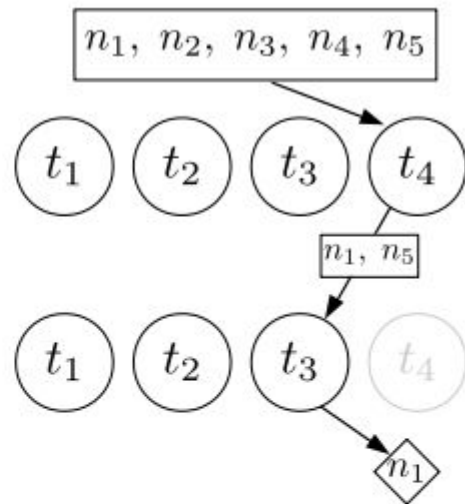 n₁, n₂, n₃, n₄, n₅
t₁ t₂ t₃ t₄
n₁, n₅
t₁ t₂ t₃ t₄
n₁